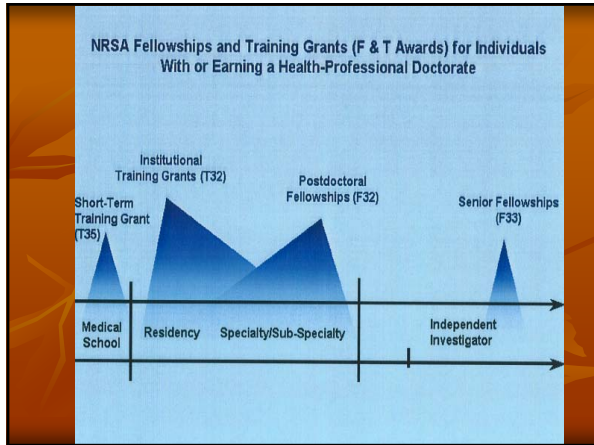 NRSA Fellowships and Training Grants (F & T Awards) for Individuals
With or Earning a Health-Professional Doctorate
Institutional
Training Grants (T32)
Postdoctoral
Fellowships (F32)
Short-Term
Training Grant
(T35)
Senior Fellowships
(F33)
Medical
School
Residency
Specialty/Sub-Specialty
Independent
Investigator